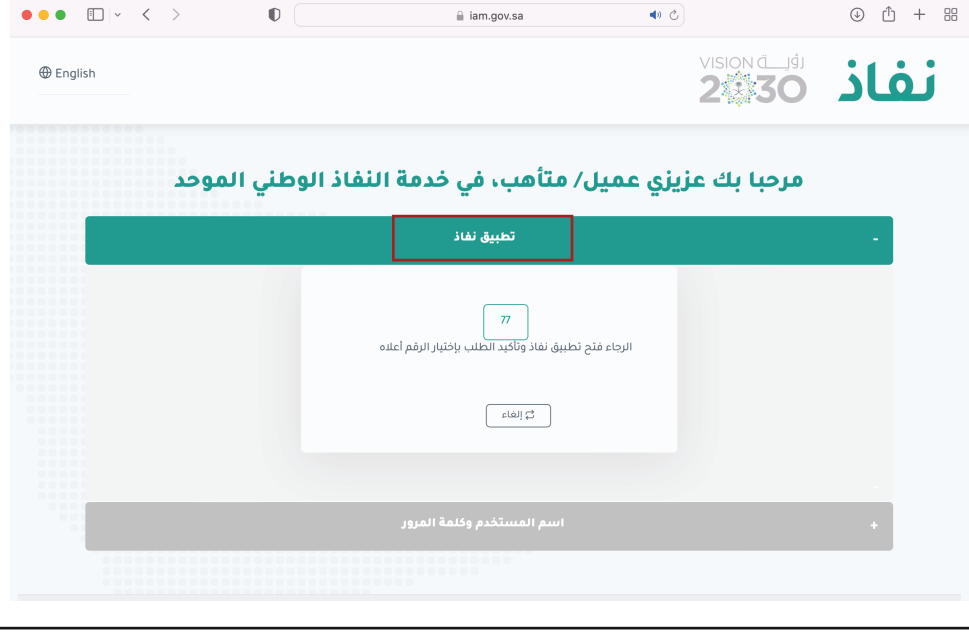 iam.gov.sa
English
VISION رؤيــة
2030
نفاذ
مرحبا بك عزيزي عميل/ متأهب، في خدمة النفاذ الوطني الموحد
تطبيق نفاذ
-
77
الرجاء فتح تطبيق نفاذ وتأكيد الطلب بإختيار الرقم أعلاه
إلغاء
-
اسم المستخدم وكلمة المرور
+